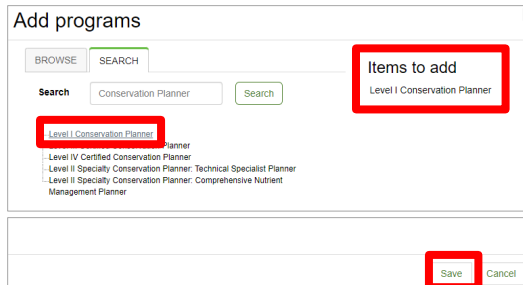 Add programs
BROWSE SEARCH
Items to add
Level I Conservation Planner
Search Conservation Planner Search
Level I Conservation Planner
Planner
Level IV Certified Conservation Planner
Level II Specialty Conservation Planner: Technical Specialist Planner
Level II Specialty Conservation Planner: Comprehensive Nutrient
Management Planner
Save Cancel